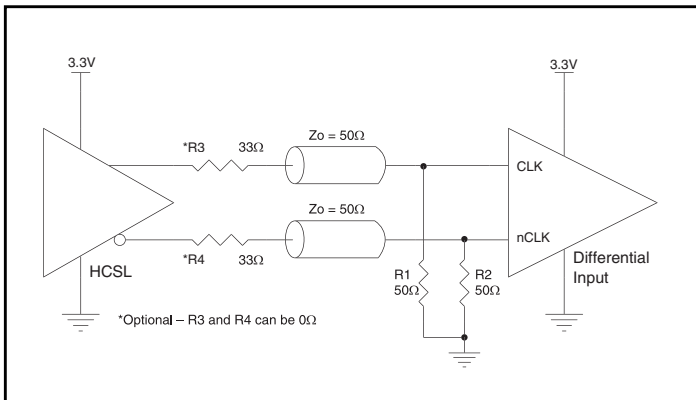 3.3V
3.3V
*R3
33Ω
Zo = 50Ω
CLK
Zo = 50Ω
nCLK
HCSL
*R4
33Ω
R1
50Ω
R2
50Ω
Differential
Input
*Optional – R3 and R4 can be 0Ω